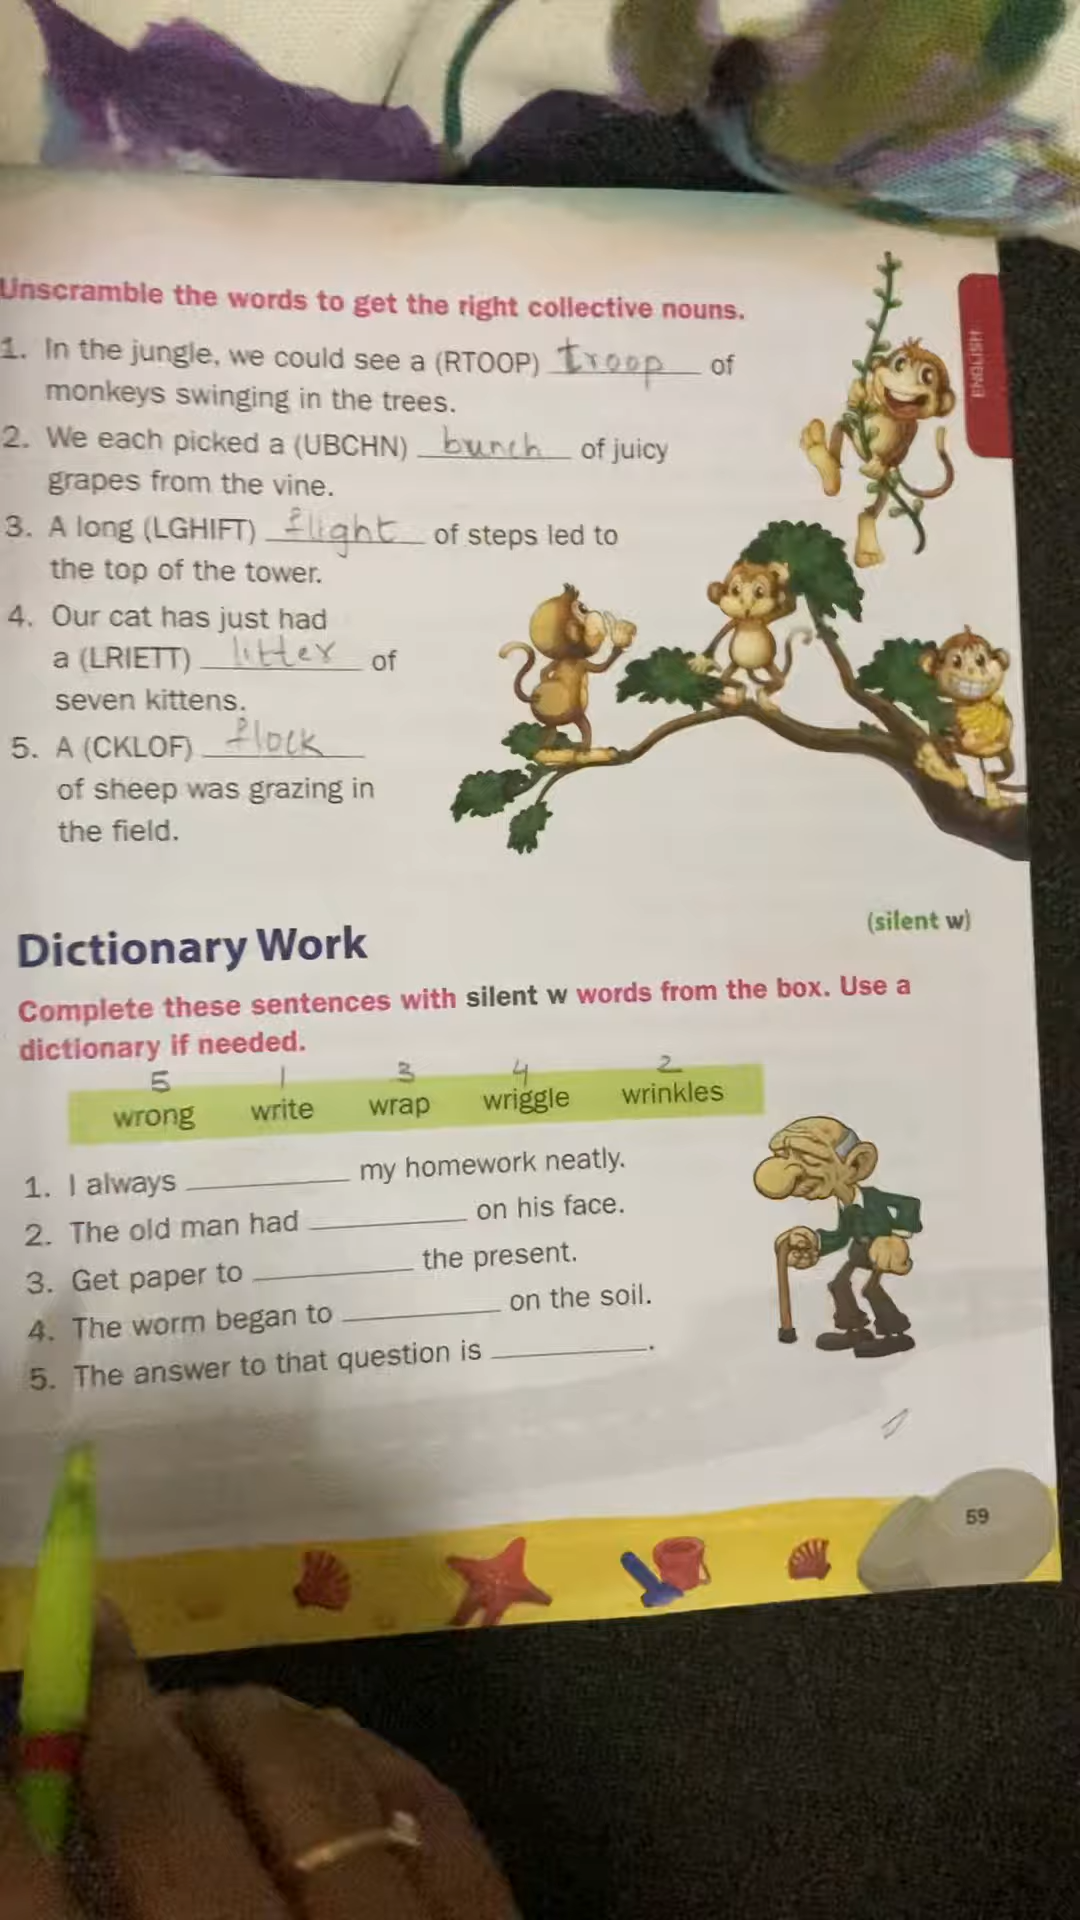 Unscramble the words to get the right collective nouns.
ENGLISH
1. In the jungle, we could see a (RTOOP) troop of
monkeys swinging in the trees.
2. We each picked a (UBCHN) bunch of juicy
grapes from the vine.
3. A long (LGHIFT) flight of steps led to
the top of the tower.
4. Our cat has just had
a (LRIETT) litter of
seven kittens.
5. A (CKLOF) flock
of sheep was grazing in
the field.
(silent w)
Dictionary Work
Complete these sentences with silent w words from the box. Use a
dictionary if needed.
5 1 3 4 2
wrong write wrap wriggle wrinkles
1. I always __________ my homework neatly.
2. The old man had __________ on his face.
3. Get paper to __________ the present.
4. The worm began to __________ on the soil.
5. The answer to that question is __________.
59